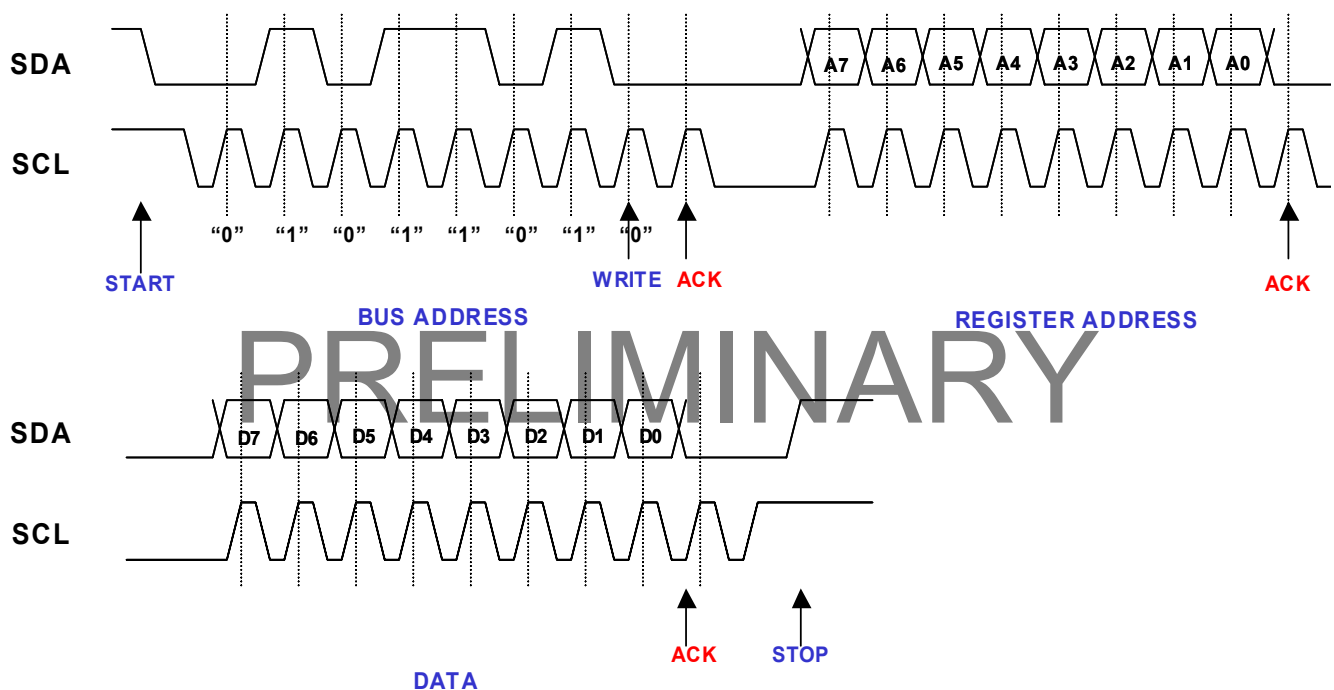 SDA
A7 A6 A5 A4 A3 A2 A1 A0
SCL
“0” “1” “0” “1” “1” “0” “1” “0”
START WRITE ACK ACK
BUS ADDRESS REGISTER ADDRESS
PRELIMINARY
SDA
D7 D6 D5 D4 D3 D2 D1 D0
SCL
ACK STOP
DATA